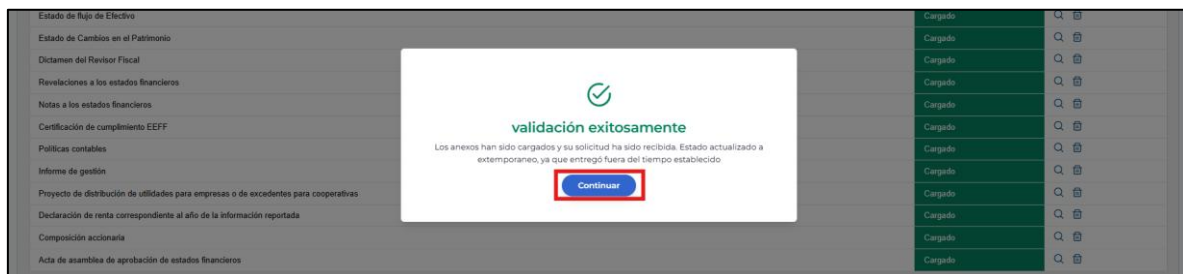 Estado de flujo de Efectivo Cargado
Estado de Cambios en el Patrimonio Cargado
Dictamen del Revisor Fiscal Cargado
Revelaciones a los estados financieros Cargado
Notas a los estados financieros Cargado
Certificación de cumplimiento EEFF Cargado
Políticas contables Cargado
Informe de gestión Cargado
Proyecto de distribución de utilidades para empresas o de excedentes para cooperativas Cargado
Declaración de renta correspondiente al año de la información reportada Cargado
Composición accionaria Cargado
Acta de asamblea de aprobación de estados financieros Cargado
validación exitosamente
Los anexos han sido cargados y su solicitud ha sido recibida. Estado actualizado a
extemporaneo, ya que entregó fuera del tiempo establecido
Continuar